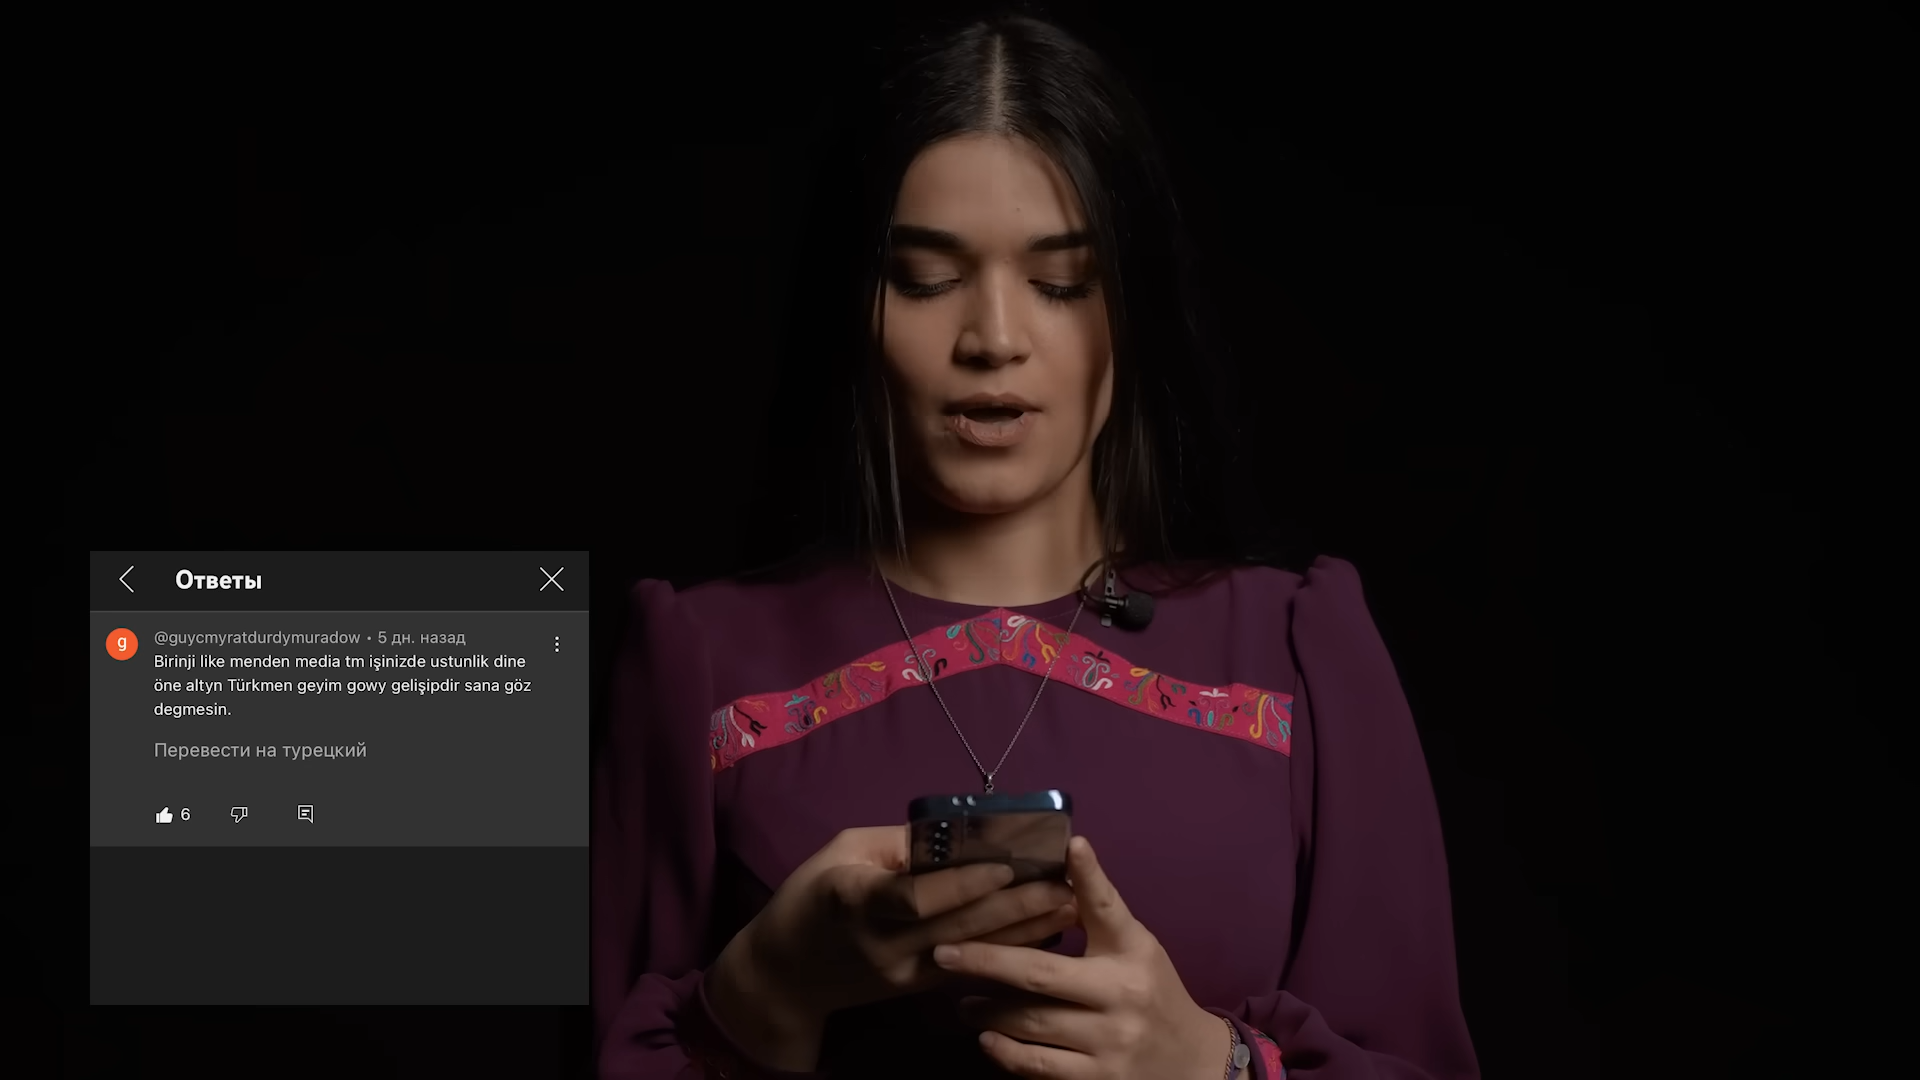 Ответы
g
@guycmyratdurdymuradow • 5 дн. назад
Birinji like menden media tm işinizde ustunlik dine
öne altyn Türkmen geyim gowy gelişipdir sana göz
degmesin.
Перевести на турецкий
6